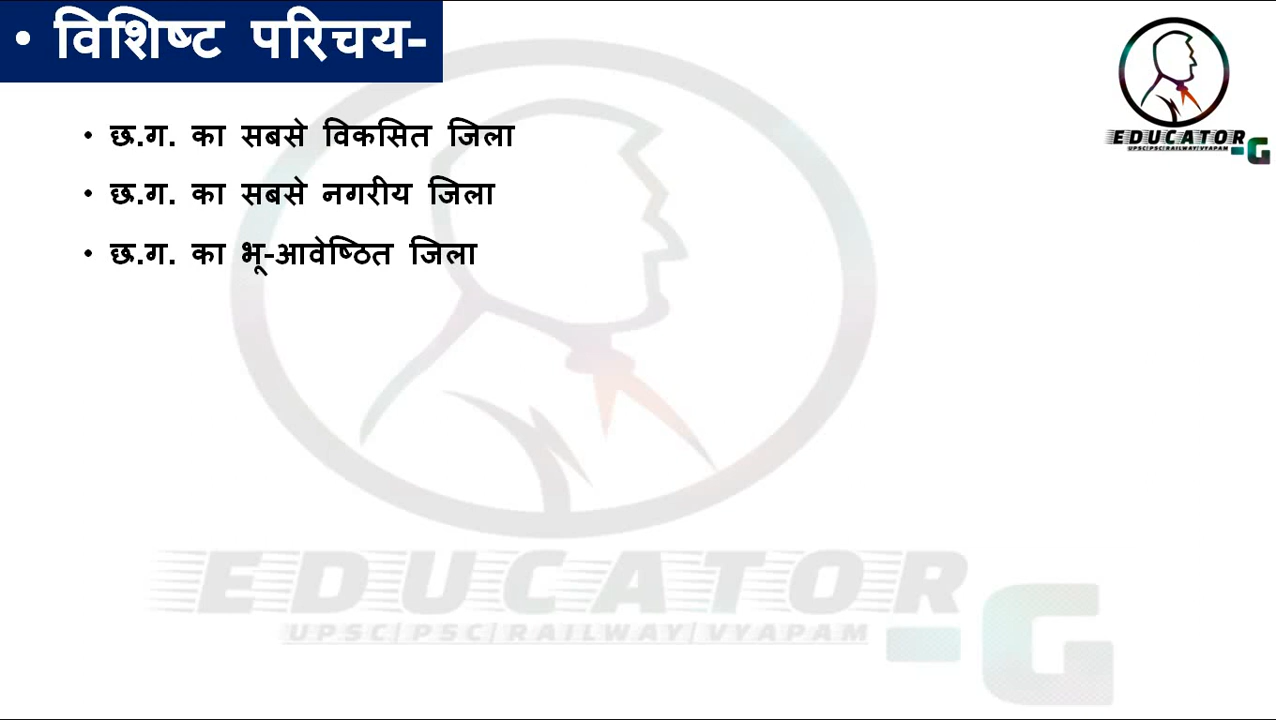 • विशिष्ट परिचय-
• छ.ग. का सबसे विकसित जिला
• छ.ग. का सबसे नगरीय जिला
• छ.ग. का भू-आवेष्ठित जिला
EDUCATOR
UPSC|PSC|RAILWAY|VYAPAM
-G
EDUCATOR
UPSC|PSC|RAILWAY|VYAPAM
-G